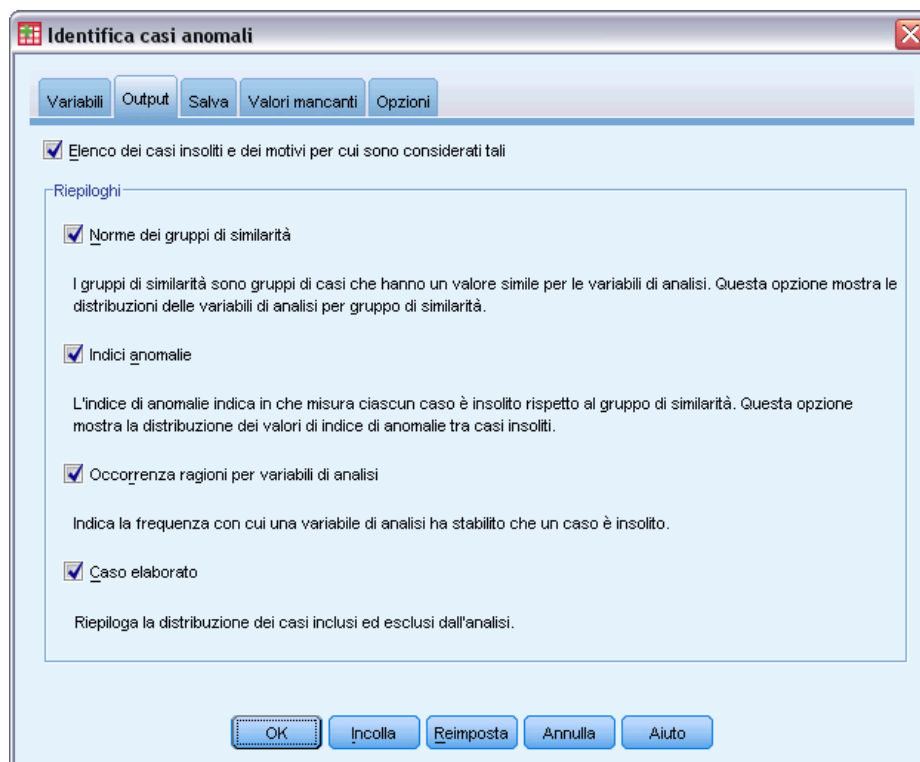 Identifica casi anomali
Variabili Output Salva Valori mancanti Opzioni
Elenco dei casi insoliti e dei motivi per cui sono considerati tali
Riepiloghi
Norme dei gruppi di similarità
I gruppi di similarità sono gruppi di casi che hanno un valore simile per le variabili di analisi. Questa opzione mostra le
distribuzioni delle variabili di analisi per gruppo di similarità.
Indici anomalie
L'indice di anomalie indica in che misura ciascun caso è insolito rispetto al gruppo di similarità. Questa opzione
mostra la distribuzione dei valori di indice di anomalie tra casi insoliti.
Occorrenza ragioni per variabili di analisi
Indica la frequenza con cui una variabile di analisi ha stabilito che un caso è insolito.
Caso elaborato
Riepiloga la distribuzione dei casi inclusi ed esclusi dall'analisi.
OK Incolla Reimposta Annulla Aiuto